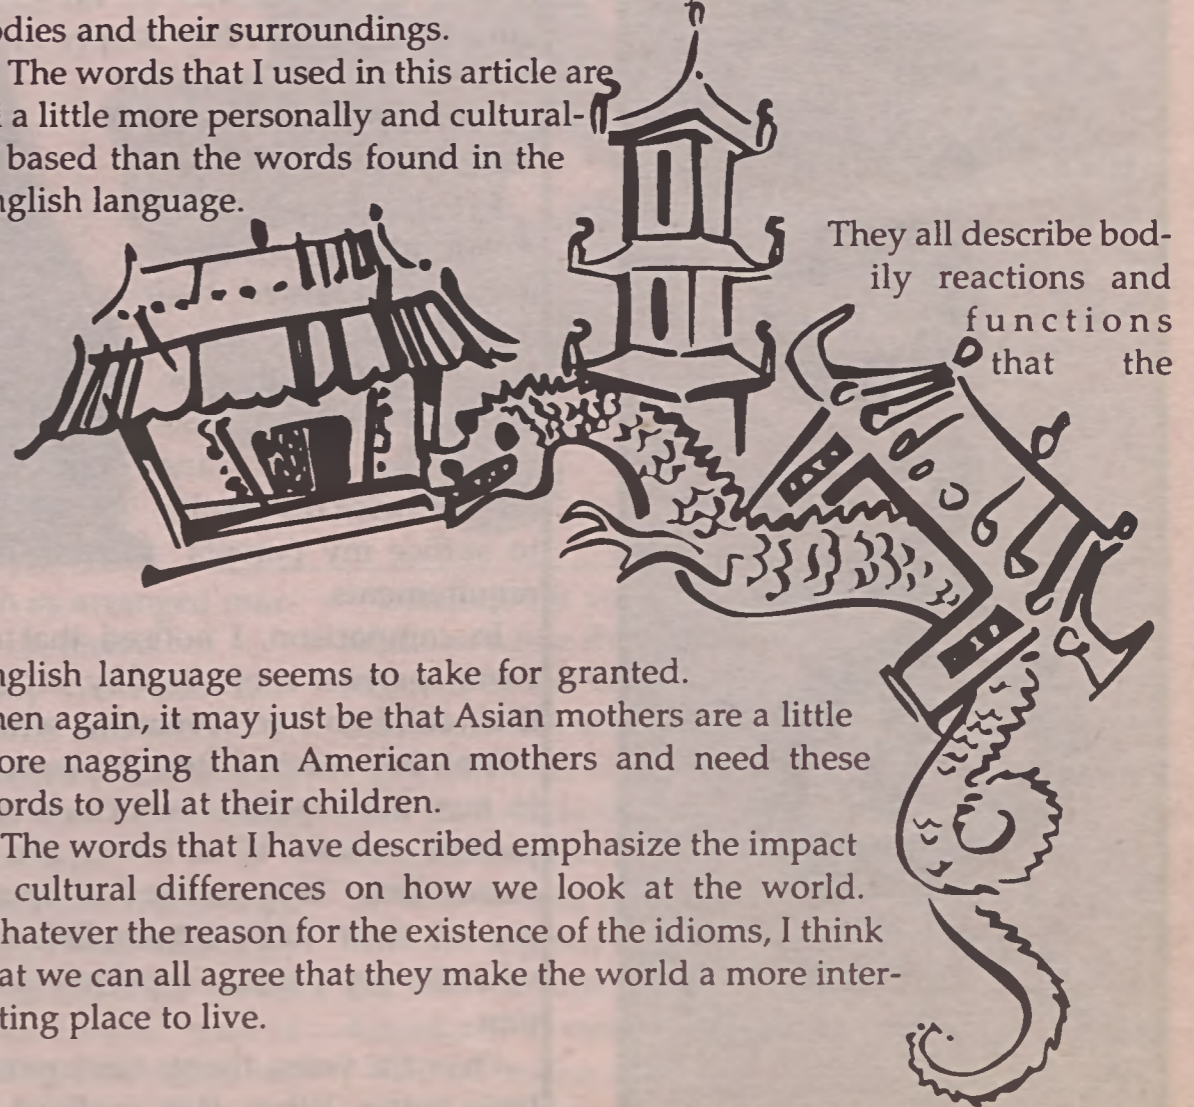 odies and their surroundings.
The words that I used in this article are
a little more personally and cultural-
based than the words found in the
nglish language.
They all describe bod-
ily reactions and
functions
that the
nglish language seems to take for granted.
hen again, it may just be that Asian mothers are a little
ore nagging than American mothers and need these
ords to yell at their children.
The words that I have described emphasize the impact
cultural differences on how we look at the world.
hatever the reason for the existence of the idioms, I think
at we can all agree that they make the world a more inter-
ting place to live.